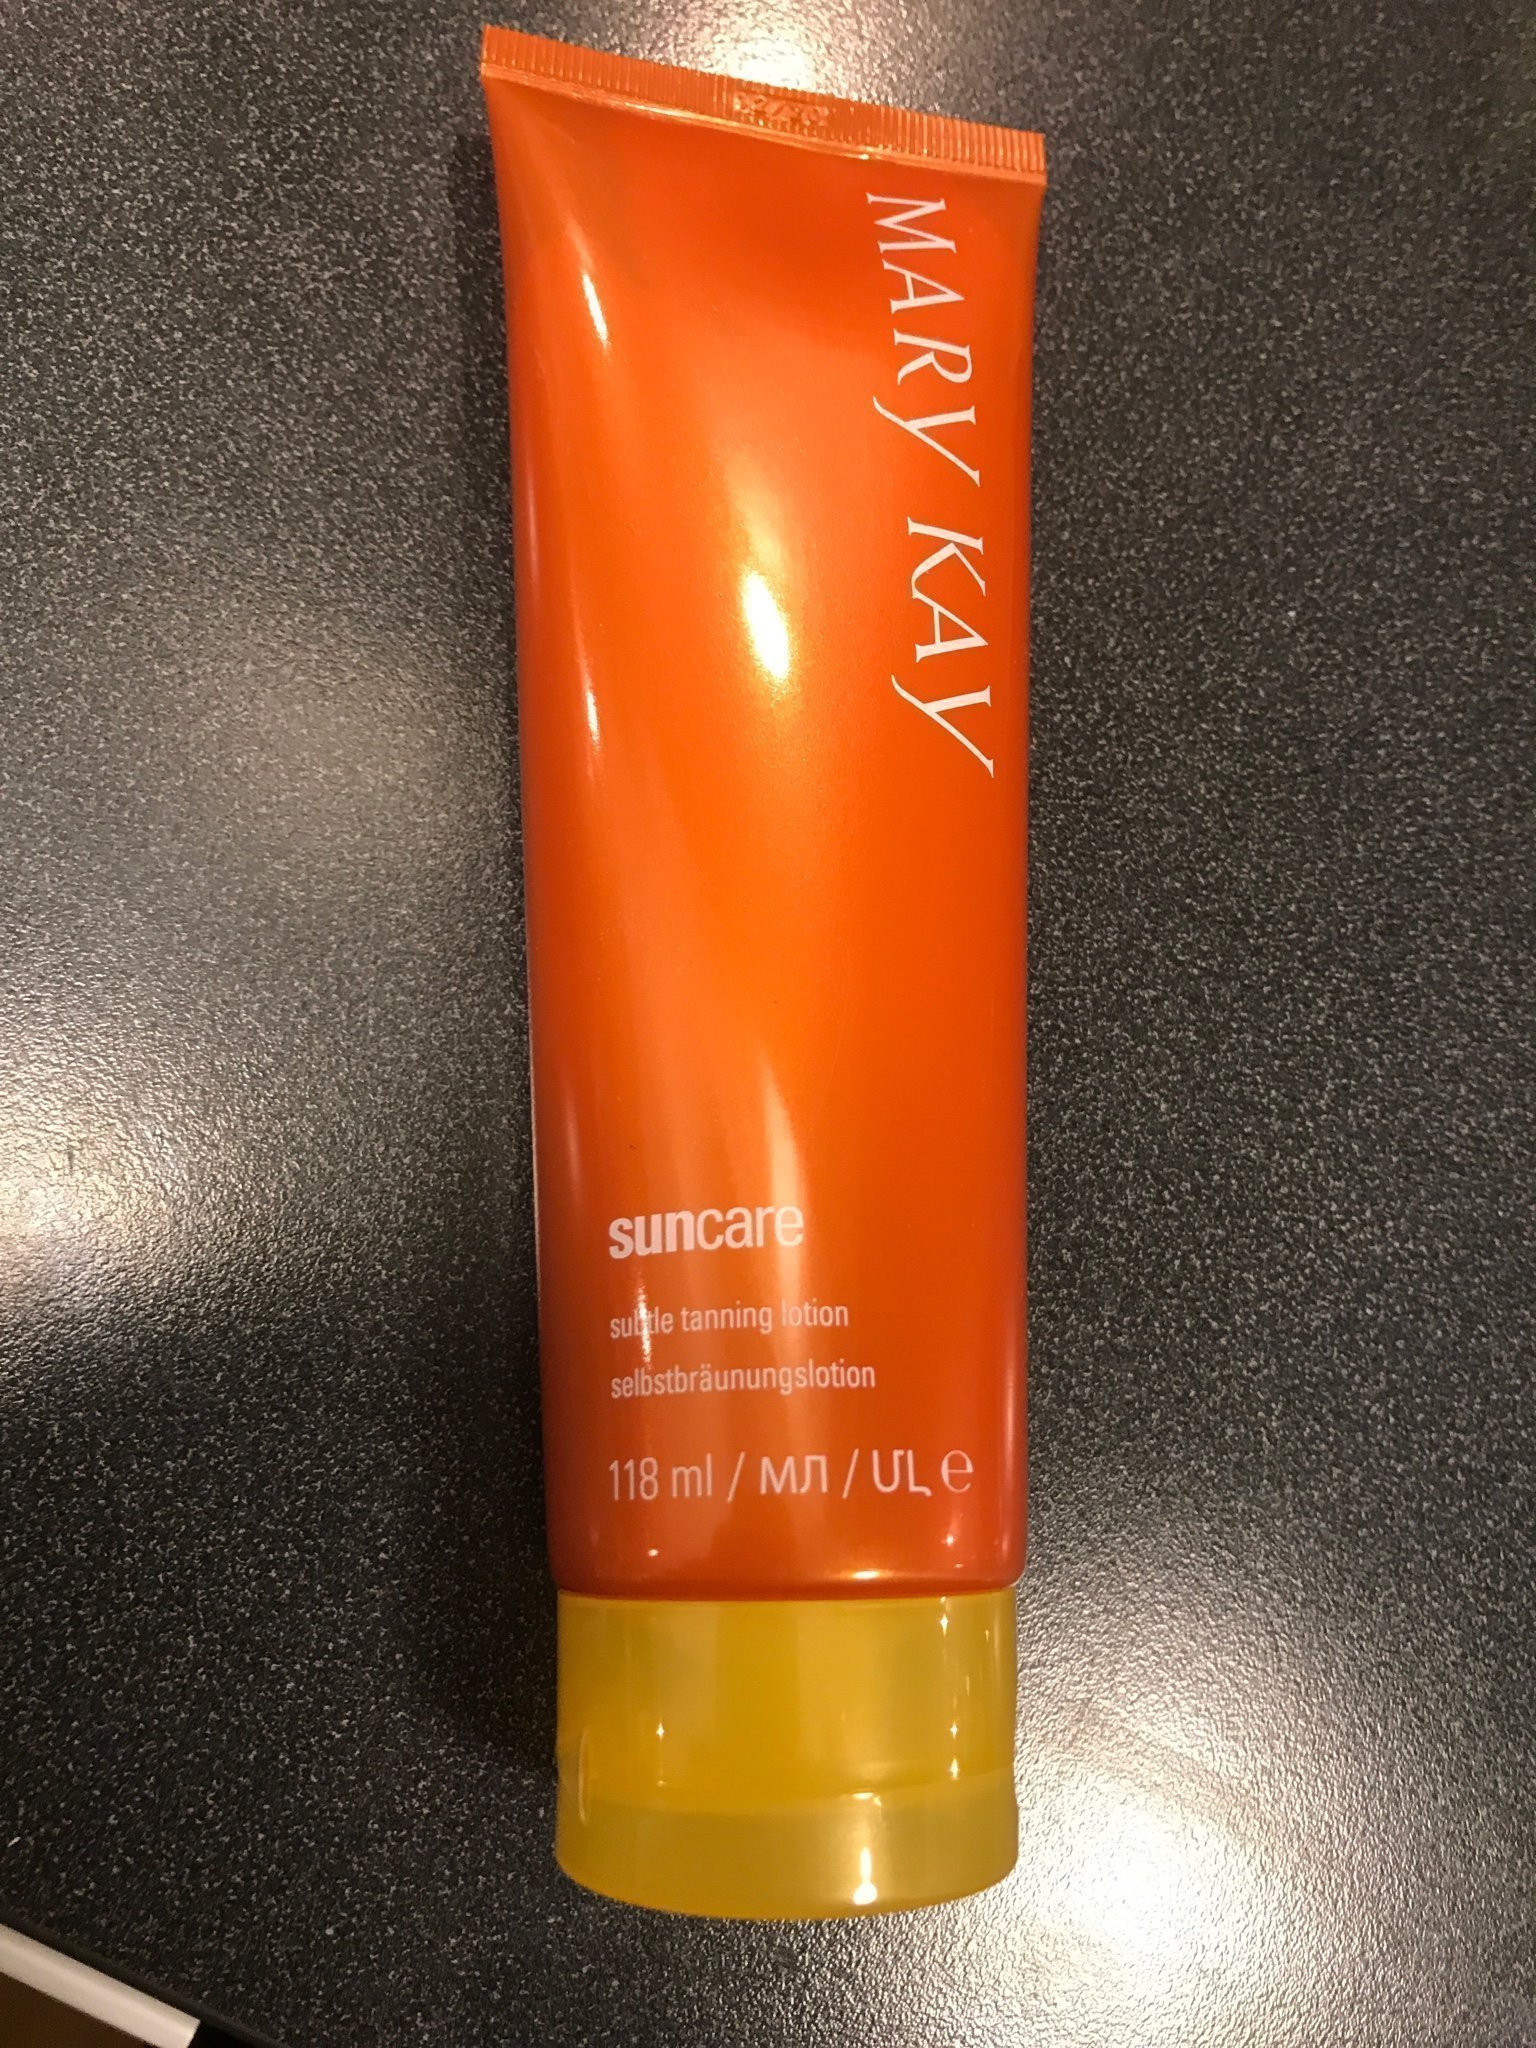 MARY KAY
suncare
subtle tanning lotion
selbstbräunungslotion
118 ml / МЛ / ՄԼ e